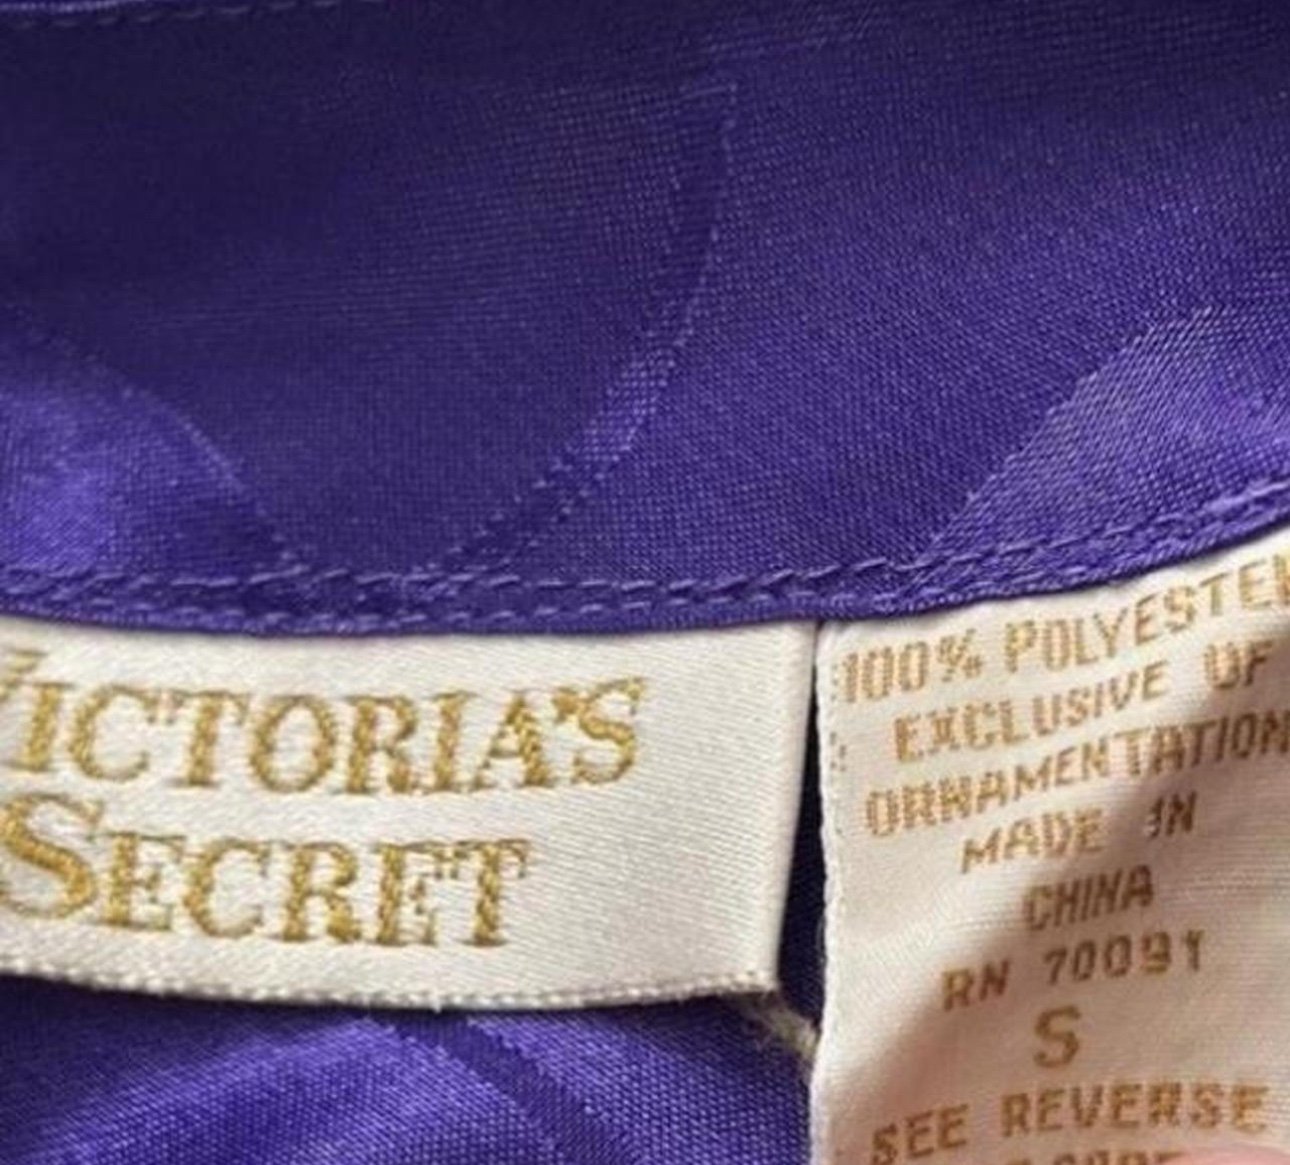 VICTORIA'S
SECRET
100% POLYESTER
EXCLUSIVE OF
ORNAMENTATION
MADE IN
CHINA
RN 70091
S
SEE REVERSE